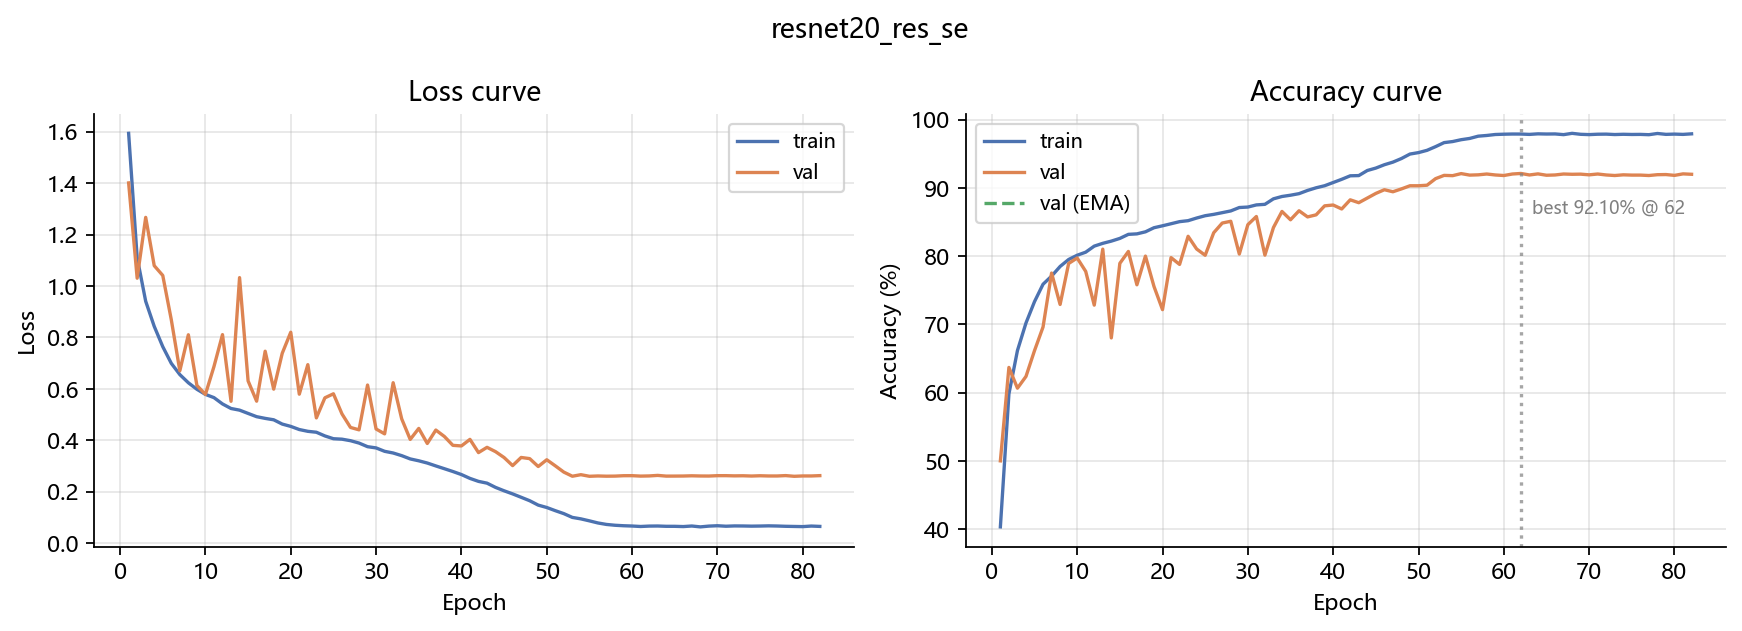 resnet20_res_se
Loss curve
1.6
1.4
1.2
1.0
0.8
0.6
0.4
0.2
0.0
Loss
0 10 20 30 40 50 60 70 80
Epoch
train
val
Accuracy curve
100
90
80
70
60
50
40
Accuracy (%)
0 10 20 30 40 50 60 70 80
Epoch
train
val
val (EMA)
best 92.10% @ 62